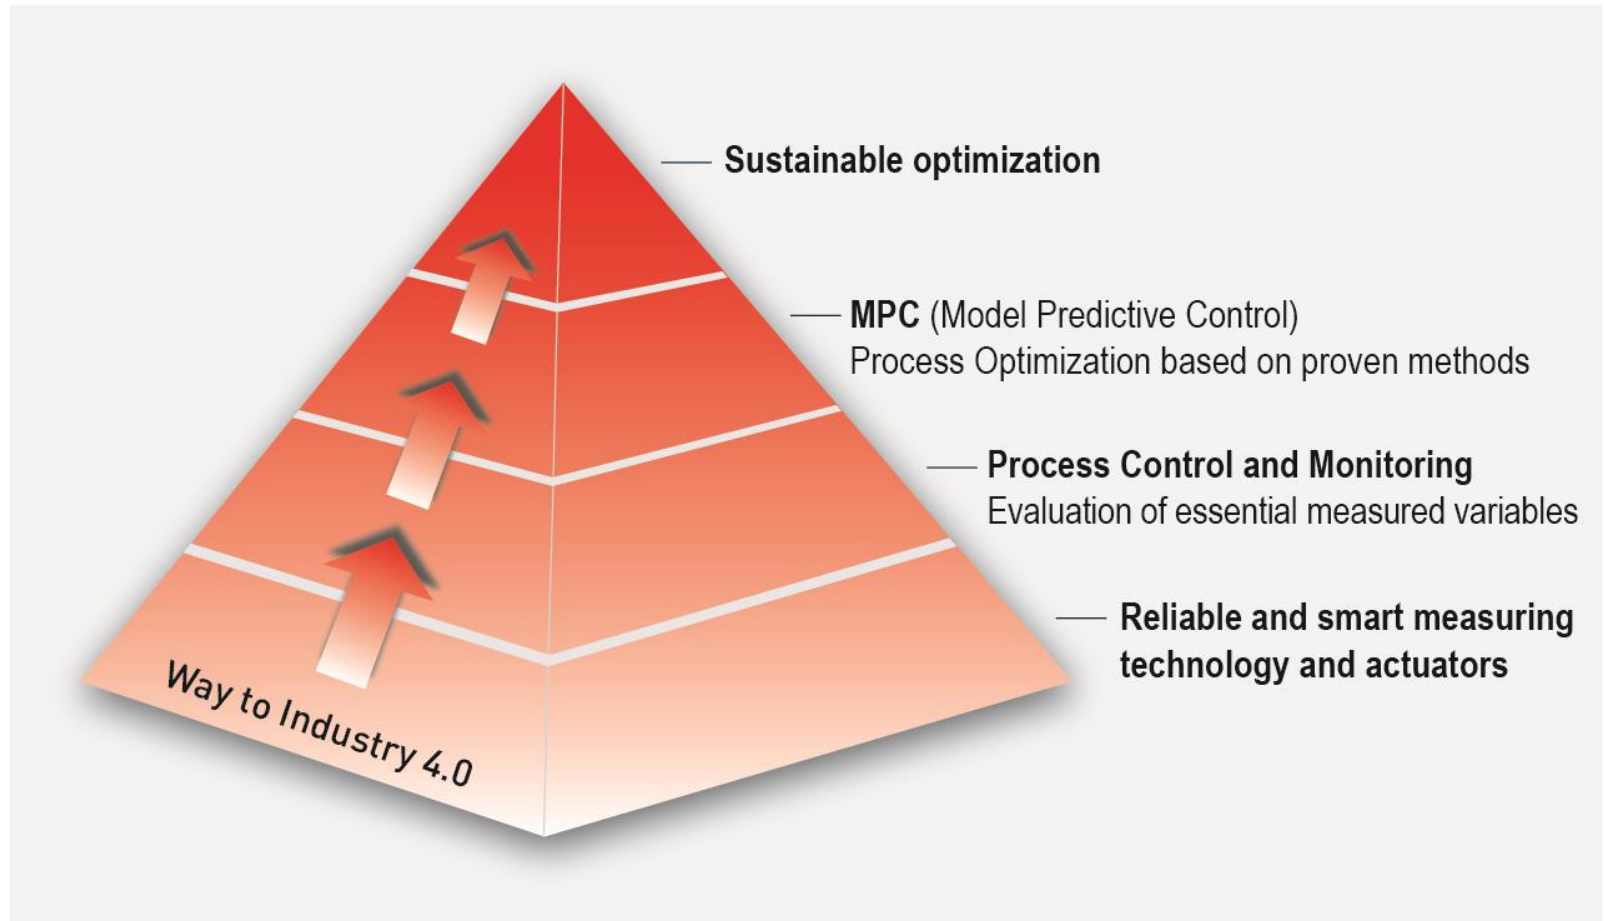 Sustainable optimization
MPC (Model Predictive Control)
Process Optimization based on proven methods
Process Control and Monitoring
Evaluation of essential measured variables
Reliable and smart measuring
technology and actuators
Way to Industry 4.0